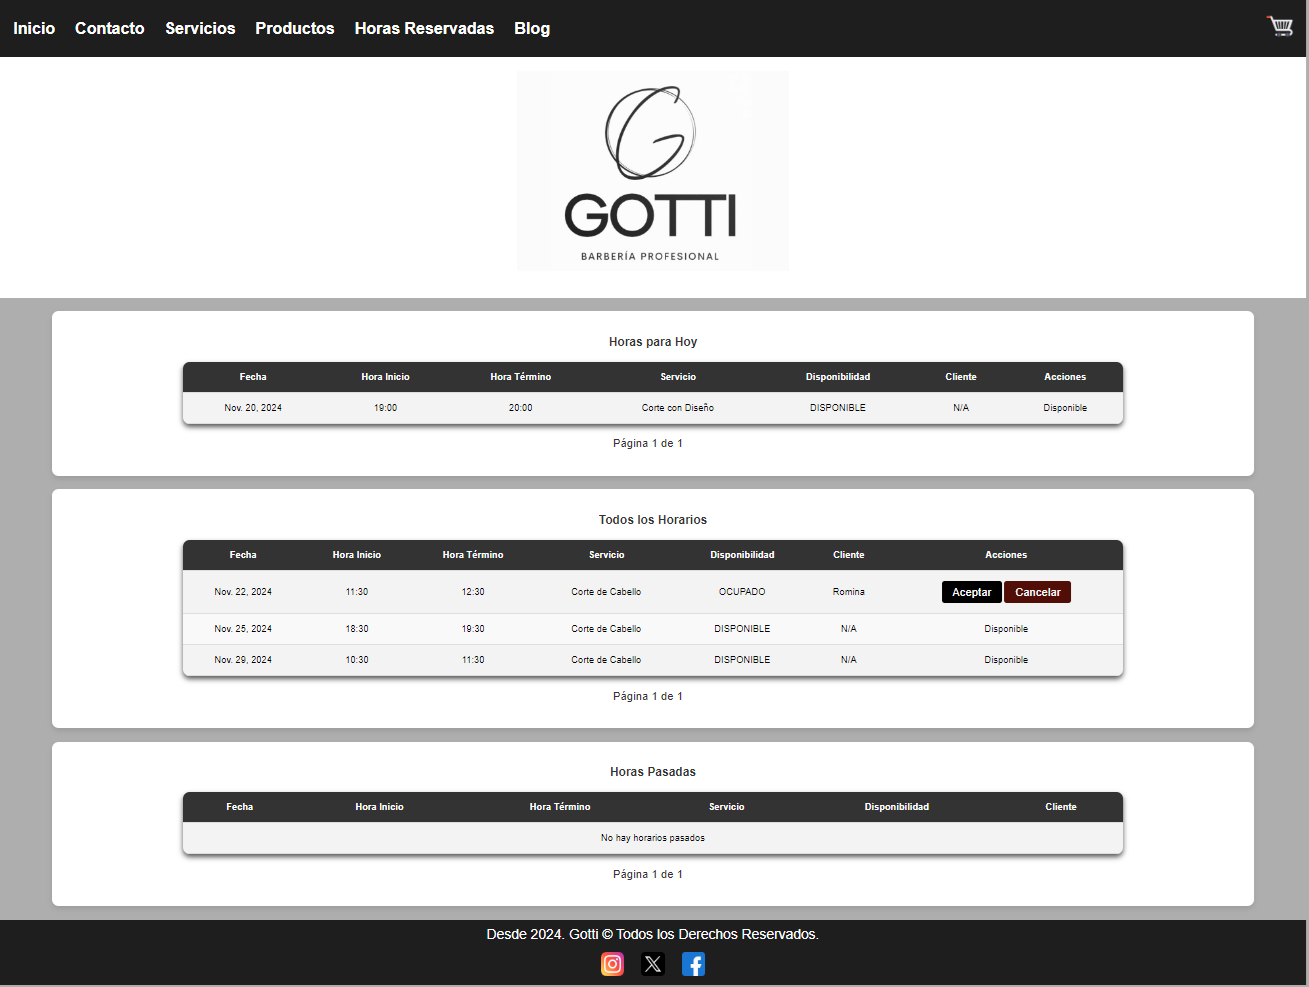 Inicio Contacto Servicios Productos Horas Reservadas Blog
G
GOTTI
BARBERÍA PROFESIONAL
Horas para Hoy
Fecha Hora Inicio Hora Término Servicio Disponibilidad Cliente Acciones
Nov. 20, 2024 19:00 20:00 Corte con Diseño DISPONIBLE N/A Disponible
Página 1 de 1
Todos los Horarios
Fecha Hora Inicio Hora Término Servicio Disponibilidad Cliente Acciones
Nov. 22, 2024 11:30 12:30 Corte de Cabello OCUPADO Romina Aceptar Cancelar
Nov. 25, 2024 18:30 19:30 Corte de Cabello DISPONIBLE N/A Disponible
Nov. 29, 2024 10:30 11:30 Corte de Cabello DISPONIBLE N/A Disponible
Página 1 de 1
Horas Pasadas
Fecha Hora Inicio Hora Término Servicio Disponibilidad Cliente
No hay horarios pasados
Página 1 de 1
Desde 2024. Gotti © Todos los Derechos Reservados.